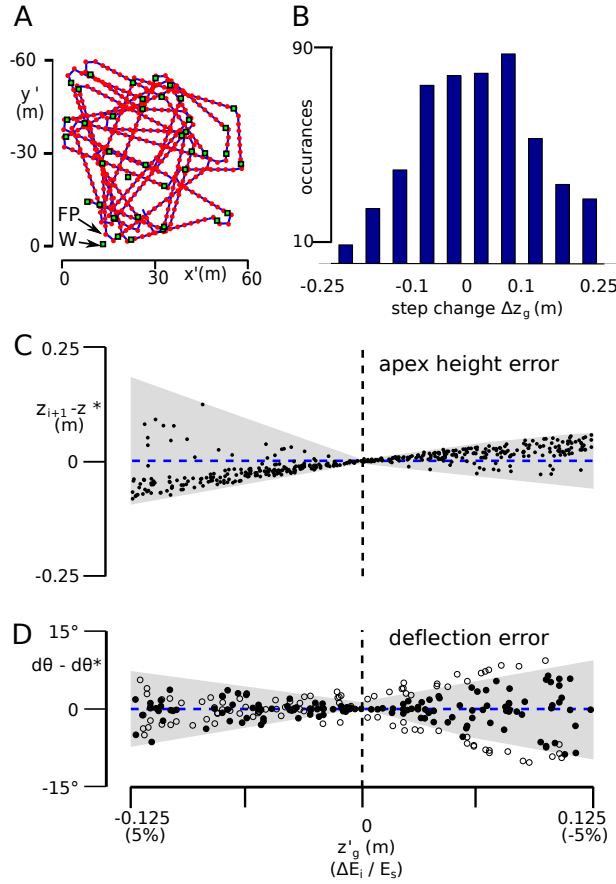 A
-60
y'
(m)
-30
FP
W
0
0
30
60
x'(m)
B
90
occurances
10
-0.25
-0.1
0
0.1
0.25
step change Δz_g (m)
C
0.25
apex height error
z_i+1 -z *
(m)
0
-0.25
D
15°
deflection error
dθ - dθ*
0
-15°
-0.125
(5%)
0
0.125
(-5%)
z'_g (m)
(ΔE_i / E_s)